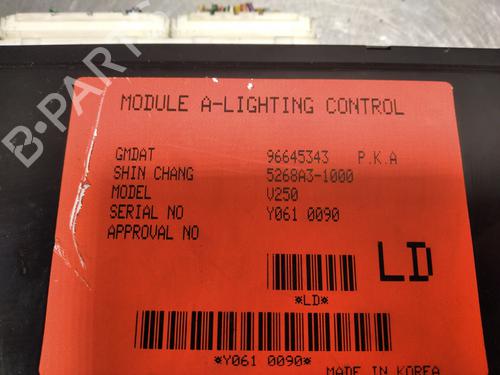 MODULE A-LIGHTING CONTROL
GMDAT 96645343 P.K.A
SHIN CHANG 5268A3-1000
MODEL V250
SERIAL NO Y061 0090
APPROVAL NO
LD
*LD*
*Y061 0090*
MADE IN KOREA
B-PARTS